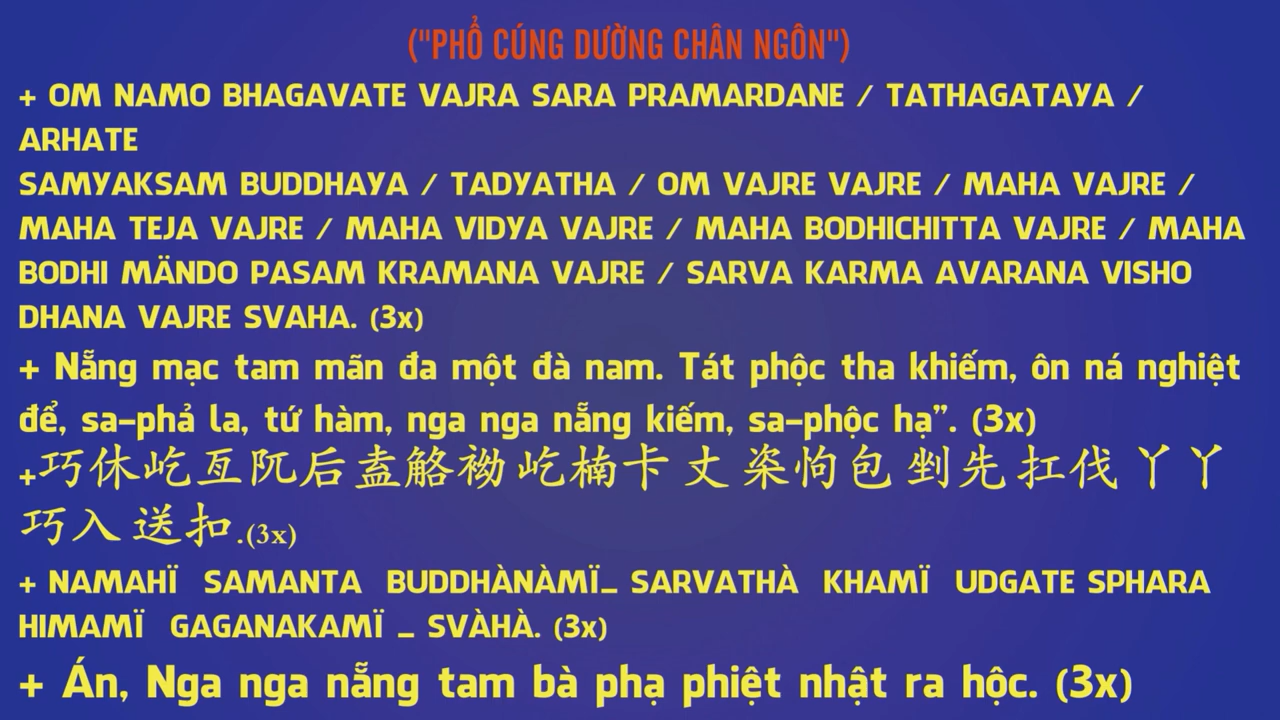 ("PHỔ CÚNG DƯỜNG CHÂN NGÔN")
+ OM NAMO BHAGAVATE VAJRA SARA PRAMARDANE / TATHAGATAYA /
ARHATE
SAMYAKSAM BUDDHAYA / TADYATHA / OM VAJRE VAJRE / MAHA VAJRE /
MAHA TEJA VAJRE / MAHA VIDYA VAJRE / MAHA BODHICHITTA VAJRE / MAHA
BODHI MÄNDO PASAM KRAMANA VAJRE / SARVA KARMA AVARANA VISHO
DHANA VAJRE SVAHA. (3x)
+ Nẵng mạc tam mãn đa một đà nam. Tát phộc tha khiếm, ôn ná nghiệt
để, sa-phả la, tứ hàm, nga nga nẵng kiếm, sa-phộc hạ”. (3x)
+巧休屹亙阢后盍觡袎屹楠卡丈桼怐包剉先扛伐丫丫
巧入送扣.(3x)
+ NAMAHÏ SAMANTA BUDDHÀNÀMÏ_ SARVATHÀ KHAMÏ UDGATE SPHARA
HIMAMÏ GAGANAKAMÏ _ SVÀHÀ. (3x)
+ Án, Nga nga nẵng tam bà phạ phiệt nhật ra hộc. (3x)